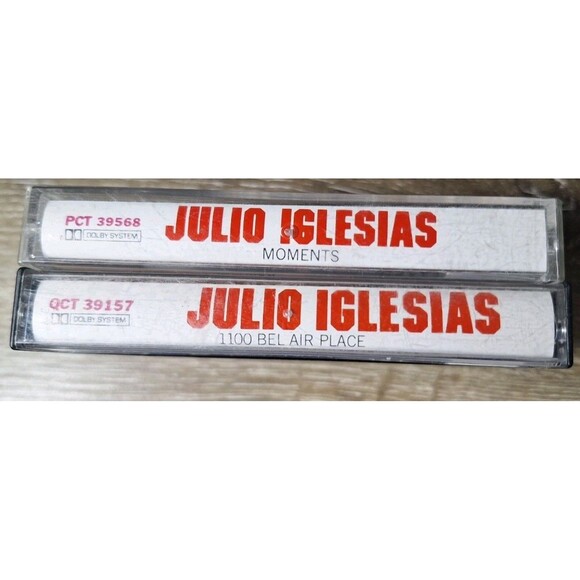 PCT 39568 JULIO IGLESIAS
DOLBY SYSTEM
MOMENTS
QCT 39157 JULIO IGLESIAS
DOLBY SYSTEM
1100 BEL AIR PLACE